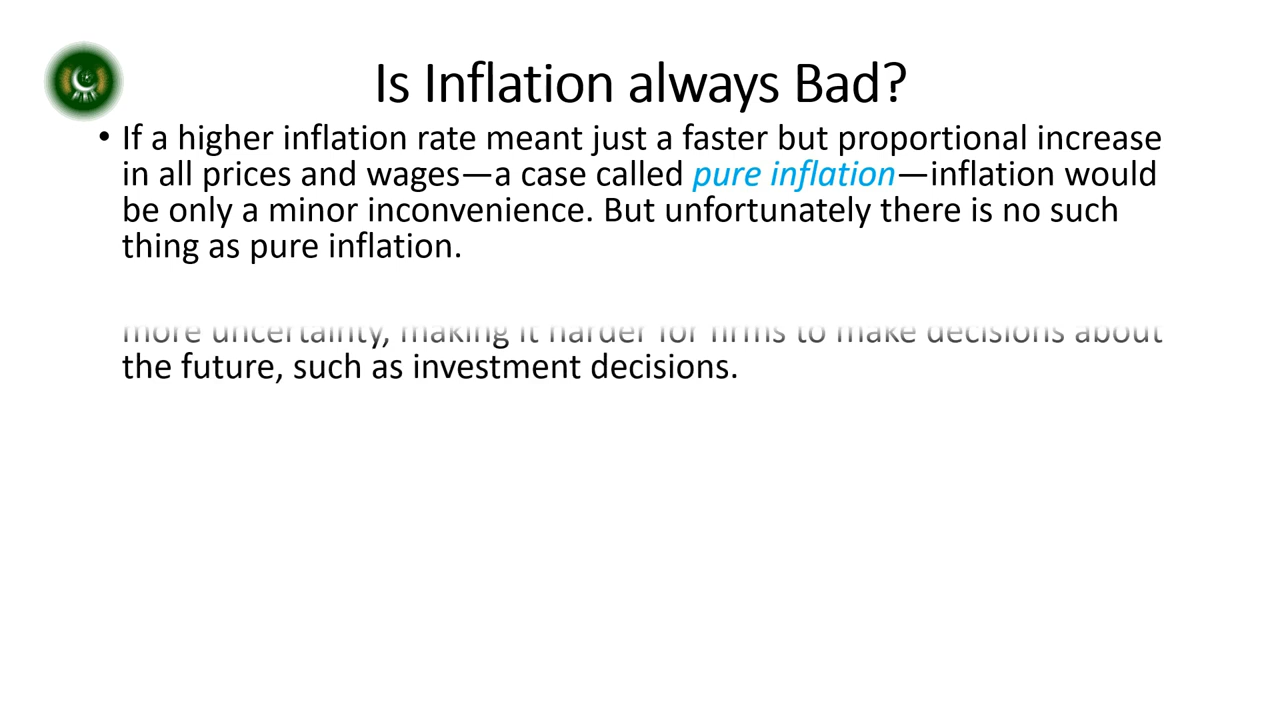 Is Inflation always Bad?
• If a higher inflation rate meant just a faster but proportional increase
in all prices and wages—a case called pure inflation—inflation would
be only a minor inconvenience. But unfortunately there is no such
thing as pure inflation.
more uncertainty, making it harder for firms to make decisions about
the future, such as investment decisions.